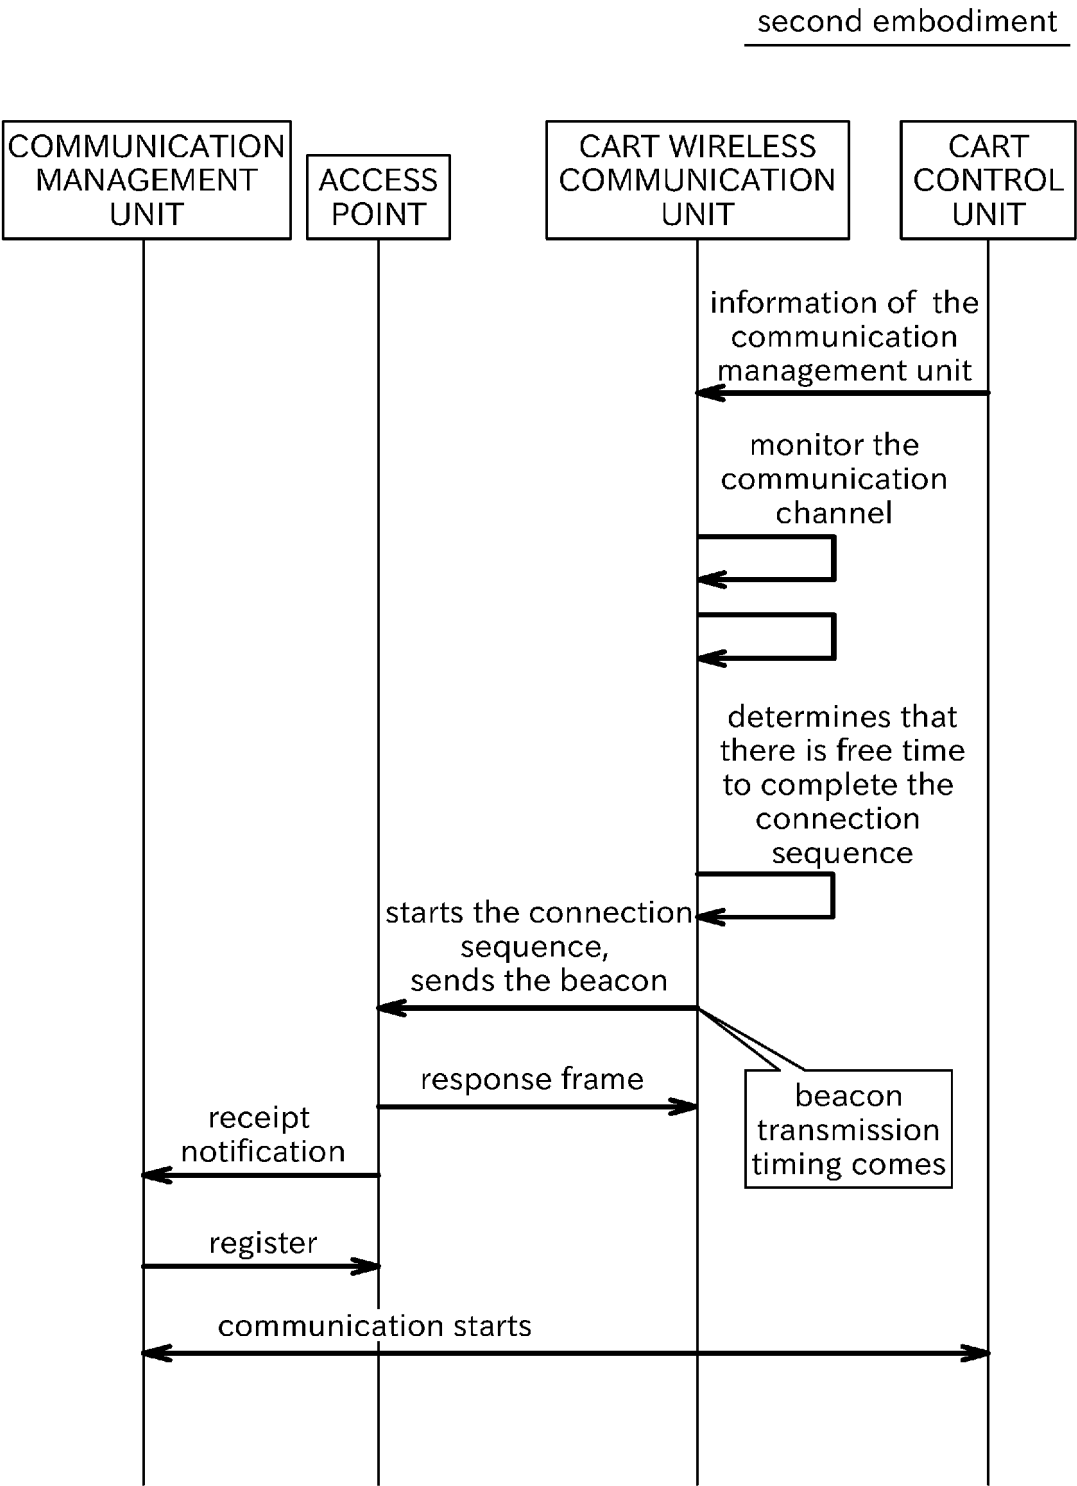 second embodiment
COMMUNICATION
MANAGEMENT
UNIT
ACCESS
POINT
CART WIRELESS
COMMUNICATION
UNIT
CART
CONTROL
UNIT
information of the
communication
management unit
monitor the
communication
channel
determines that
there is free time
to complete the
connection
sequence
starts the connection
sequence,
sends the beacon
response frame
beacon
transmission
timing comes
receipt
notification
register
communication starts